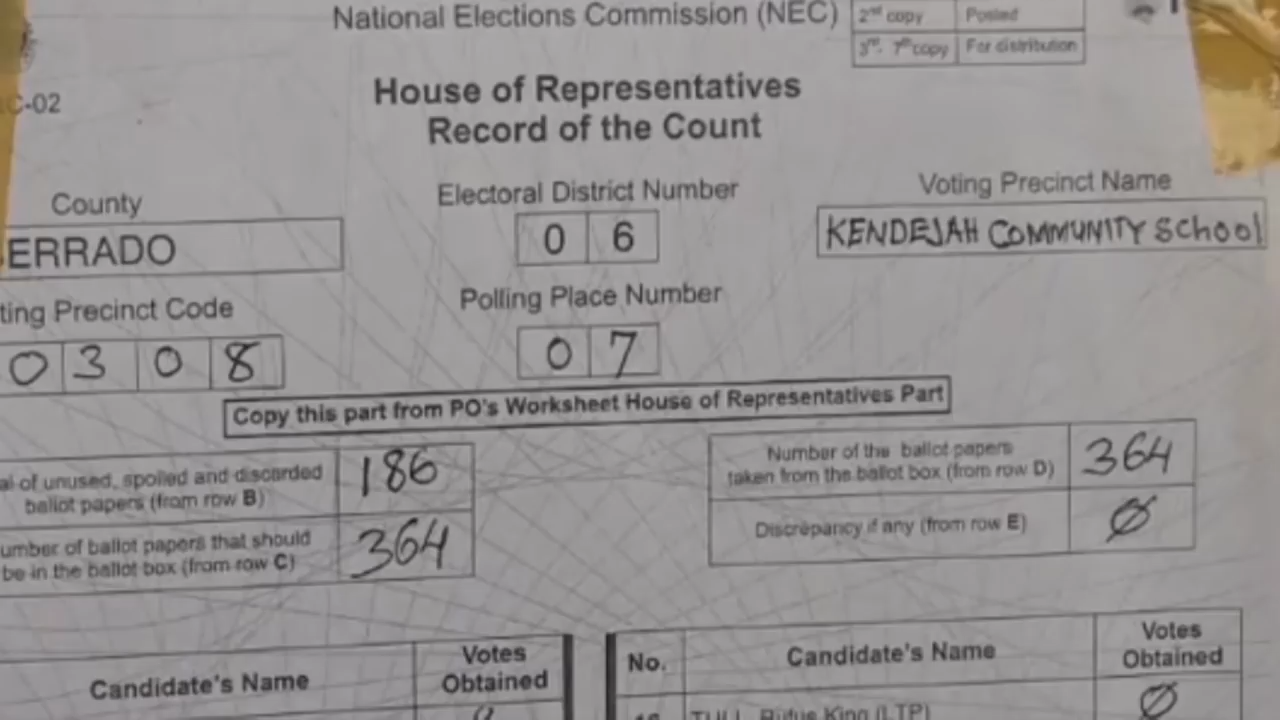 National Elections Commission (NEC)
2nd copy Posted
3rd- 7th copy For distribution
C-02
House of Representatives
Record of the Count
County
ERRADO
Electoral District Number
0 6
Voting Precinct Name
KENDEJAH COMMUNITY School
ting Precinct Code
0 3 0 8
Polling Place Number
0 7
Copy this part from PO's Worksheet House of Representatives Part
al of unused, spoiled and discarded
ballot papers (from row B)
186
umber of ballot papers that should
be in the ballot box (from row C)
364
Number of the ballot papers
taken from the ballot box (from row D)
364
Discrepancy if any (from row E)
Ø
Candidate's Name
Votes
Obtained
No.
Candidate's Name
Votes
Obtained
Rufus King (LTP)
Ø